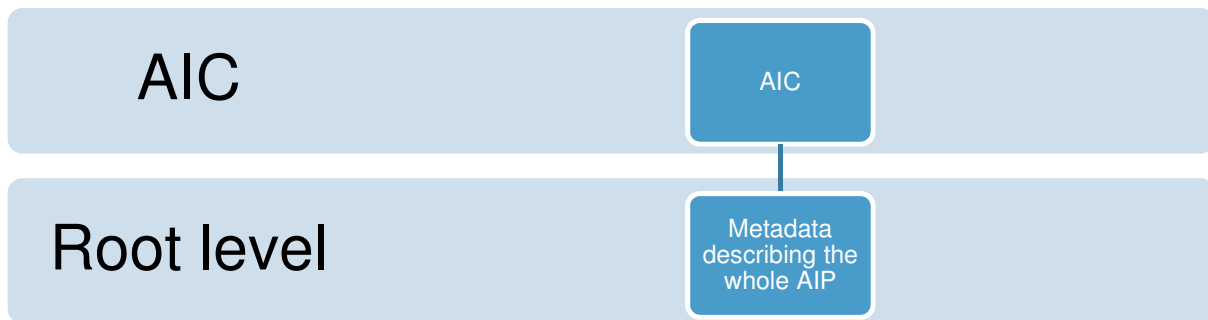 AIC
AIC
Root level
Metadata
describing the
whole AIP